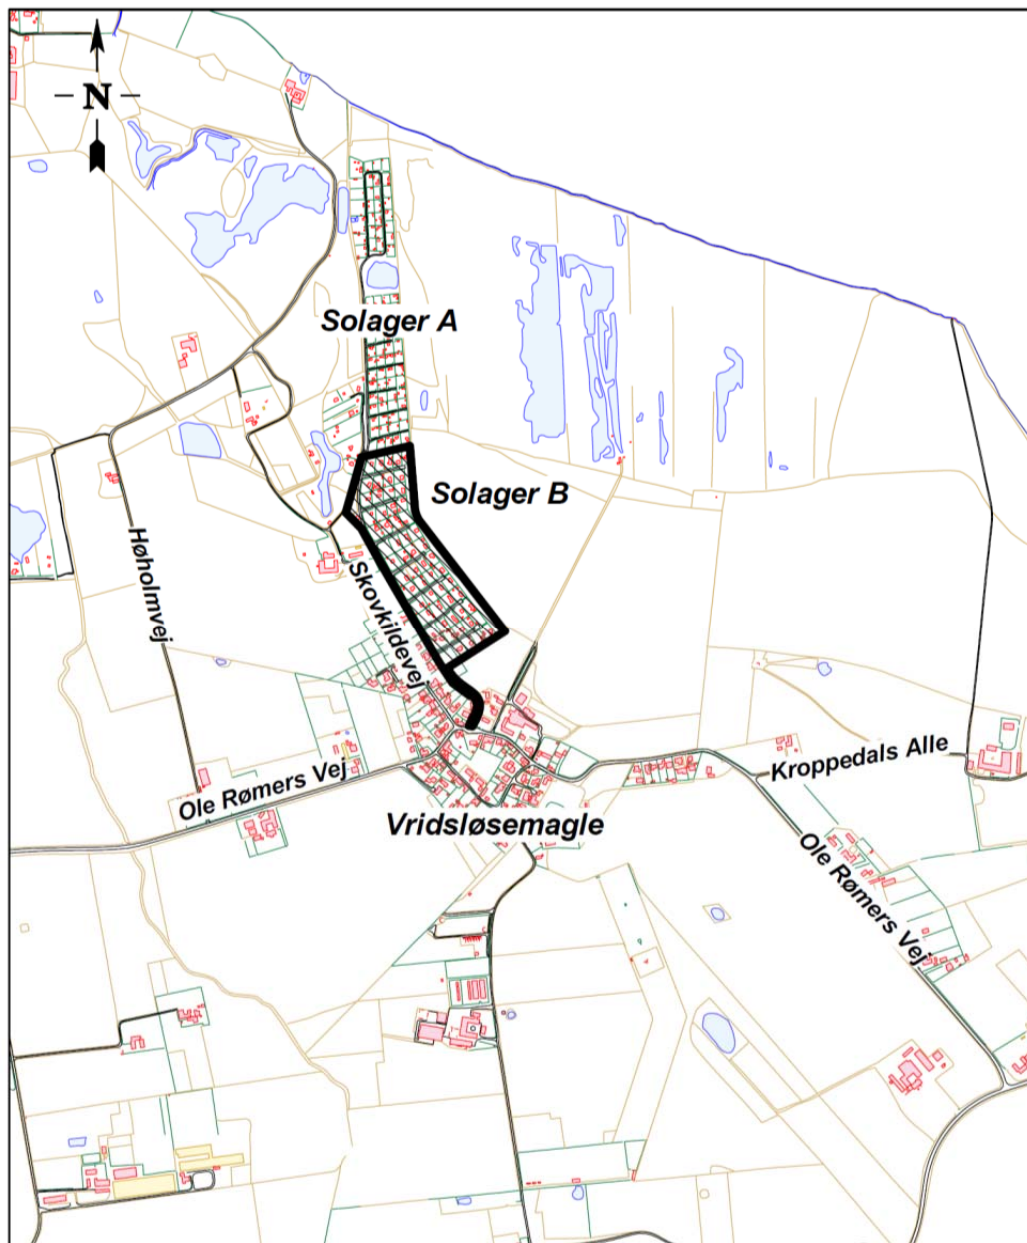 N
Solager A
Solager B
Høholmvej
Skovkildevej
Ole Rømers Vej
Kroppedals Alle
Vridsløsemagle
Ole Rømers Vej